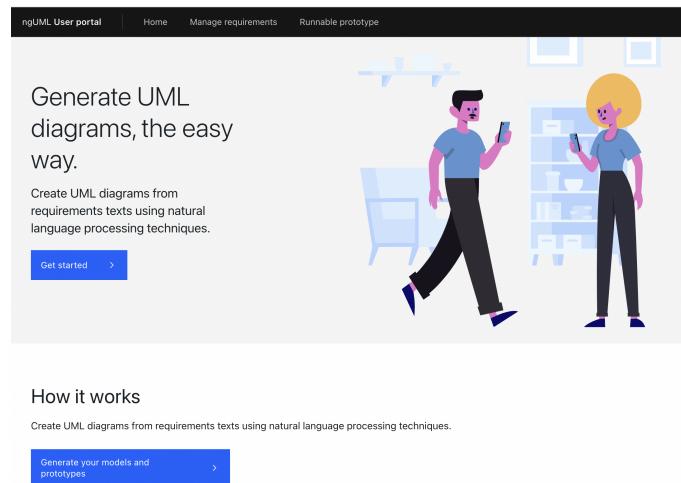 ngUML User portal Home Manage requirements Runnable prototype
Generate UML
diagrams, the easy
way.
Create UML diagrams from
requirements texts using natural
language processing techniques.
Get started
How it works
Create UML diagrams from requirements texts using natural language processing techniques.
Generate your models and
prototypes